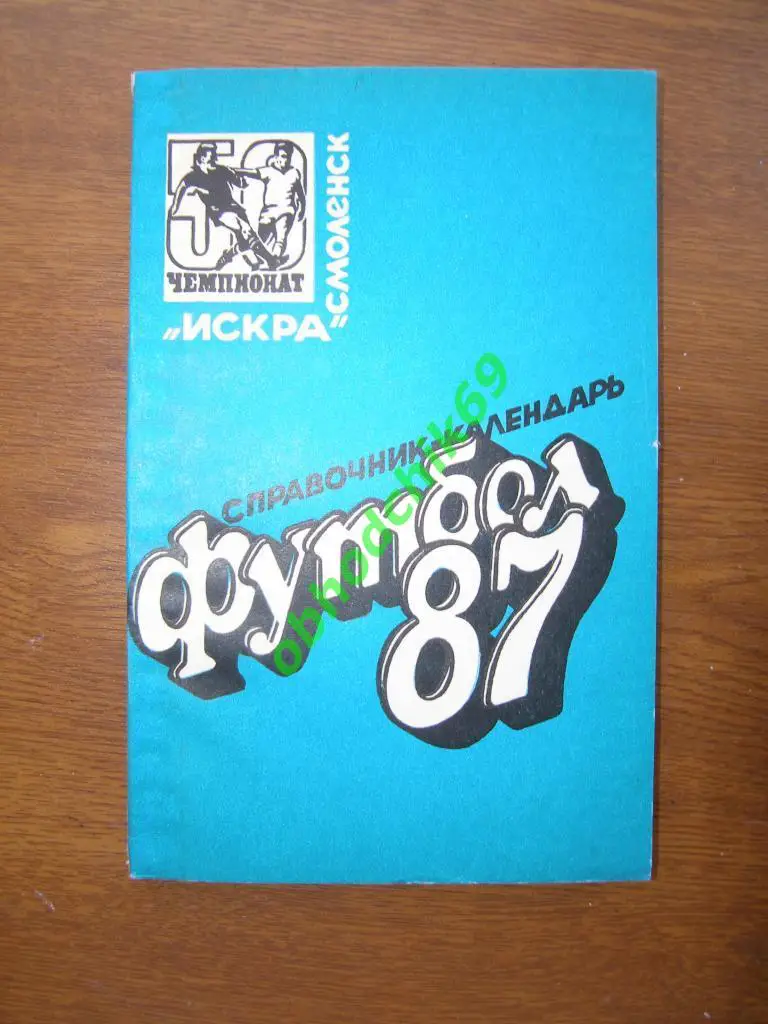 50
ЧЕМПИОНАТ
„ИСКРА“
СМОЛЕНСК
СПРАВОЧНИК-КАЛЕНДАРЬ
футбол
87
obhodchik69